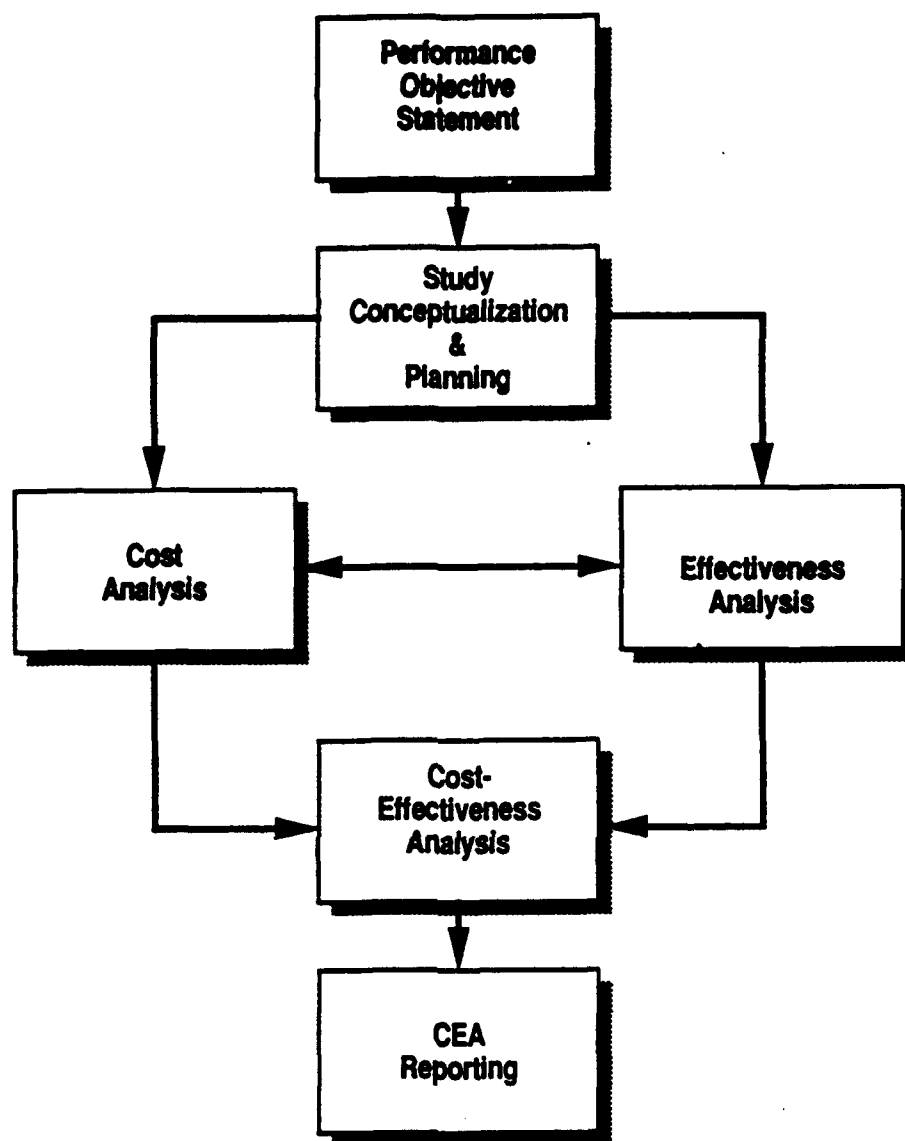 Performance
Objective
Statement
Study
Conceptualization
&
Planning
Cost
Analysis
Effectiveness
Analysis
Cost-
Effectiveness
Analysis
CEA
Reporting